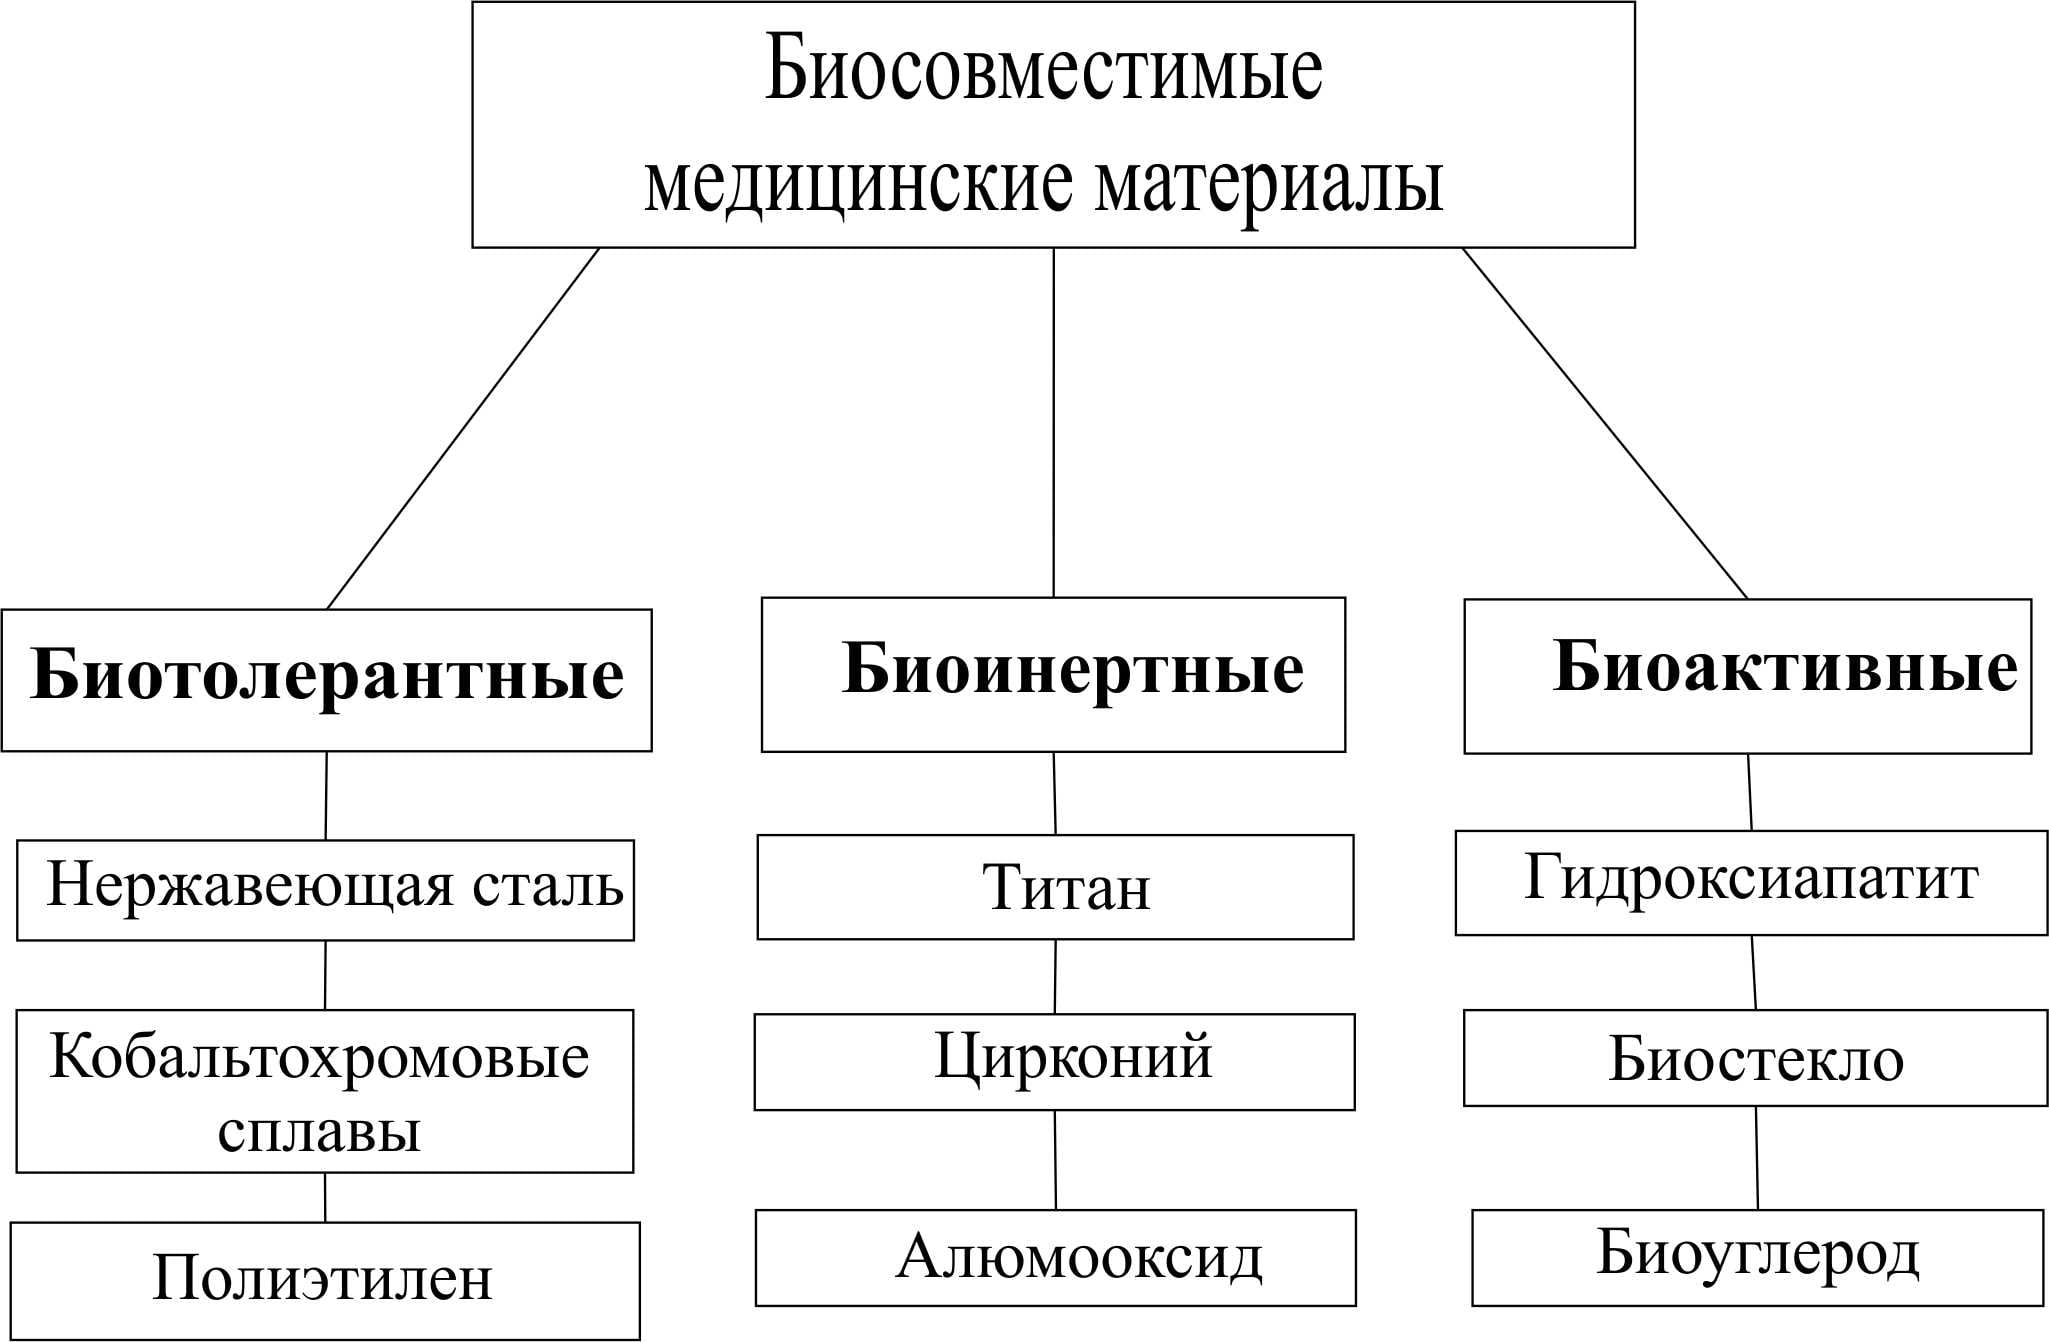 Биосовместимые
медицинские материалы
Биотолерантные
Биоинертные
Биоактивные
Нержавеющая сталь
Титан
Гидроксиапатит
Кобальтохромовые
сплавы
Цирконий
Биостекло
Полиэтилен
Алюмооксид
Биоуглерод